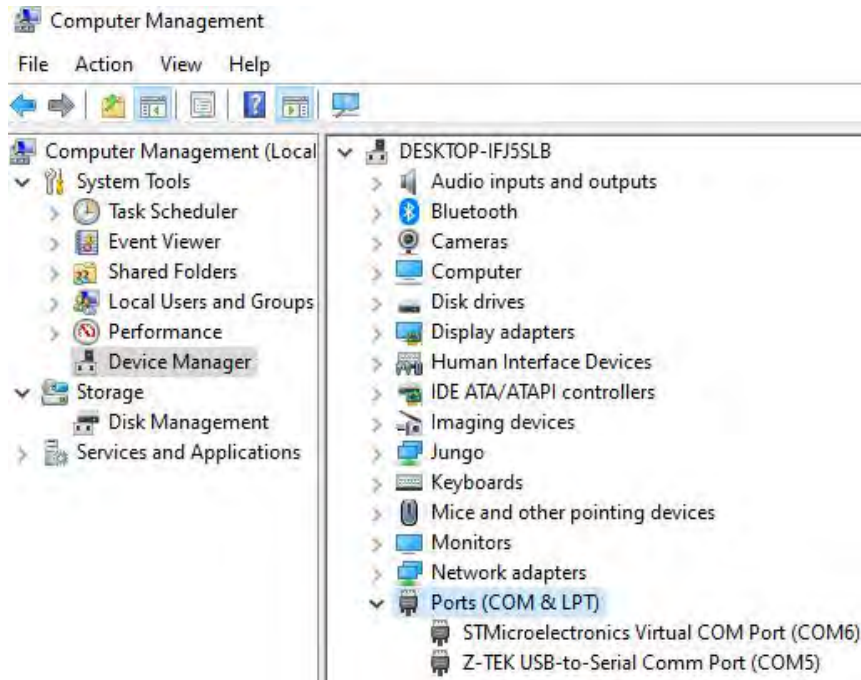 Computer Management
File Action View Help
Computer Management (Local
System Tools
Task Scheduler
Event Viewer
Shared Folders
Local Users and Groups
Performance
Device Manager
Storage
Disk Management
Services and Applications
DESKTOP-IFJ5SLB
Audio inputs and outputs
Bluetooth
Cameras
Computer
Disk drives
Display adapters
Human Interface Devices
IDE ATA/ATAPI controllers
Imaging devices
Jungo
Keyboards
Mice and other pointing devices
Monitors
Network adapters
Ports (COM & LPT)
STMicroelectronics Virtual COM Port (COM6)
Z-TEK USB-to-Serial Comm Port (COM5)